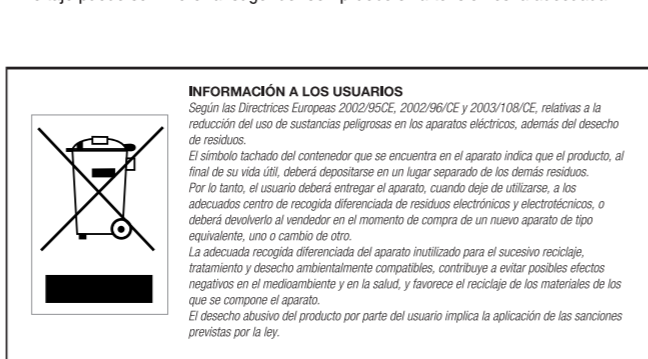 INFORMACIÓN A LOS USUARIOS
Según las Directrices Europeas 2002/95CE, 2002/96/CE y 2003/108/CE, relativas a la
reducción del uso de sustancias peligrosas en los aparatos eléctricos, además del desecho
de residuos.
El símbolo tachado del contenedor que se encuentra en el aparato indica que el producto, al
final de su vida útil, deberá depositarse en un lugar separado de los demás residuos.
Por lo tanto, el usuario deberá entregar el aparato, cuando deje de utilizarse, a los
adecuados centro de recogida diferenciada de residuos electrónicos y electrotécnicos, o
deberá devolverlo al vendedor en el momento de compra de un nuevo aparato de tipo
equivalente, uno o cambio de otro.
La adecuada recogida diferenciada del aparato inutilizado para el sucesivo reciclaje,
tratamiento y desecho ambientalmente compatibles, contribuye a evitar posibles efectos
negativos en el medioambiente y en la salud, y favorece el reciclaje de los materiales de los
que se compone el aparato.
El desecho abusivo del producto por parte del usuario implica la aplicación de las sanciones
previstas por la ley.